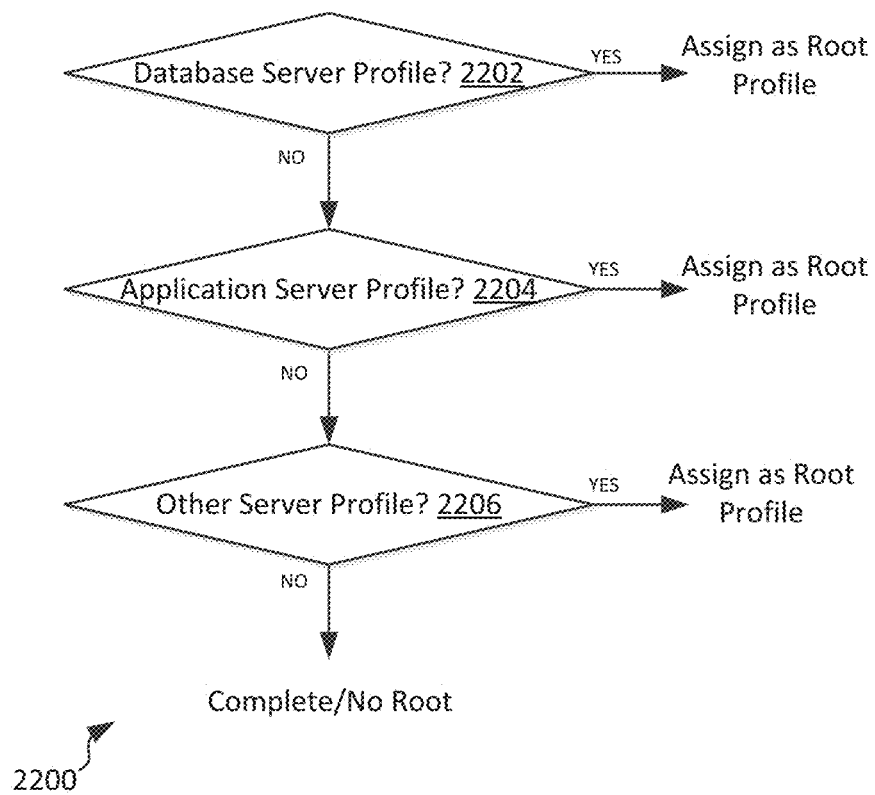 Database Server Profile? 2202
YES
Assign as Root
Profile
NO
Application Server Profile? 2204
YES
Assign as Root
Profile
NO
Other Server Profile? 2206
YES
Assign as Root
Profile
NO
Complete/No Root
2200